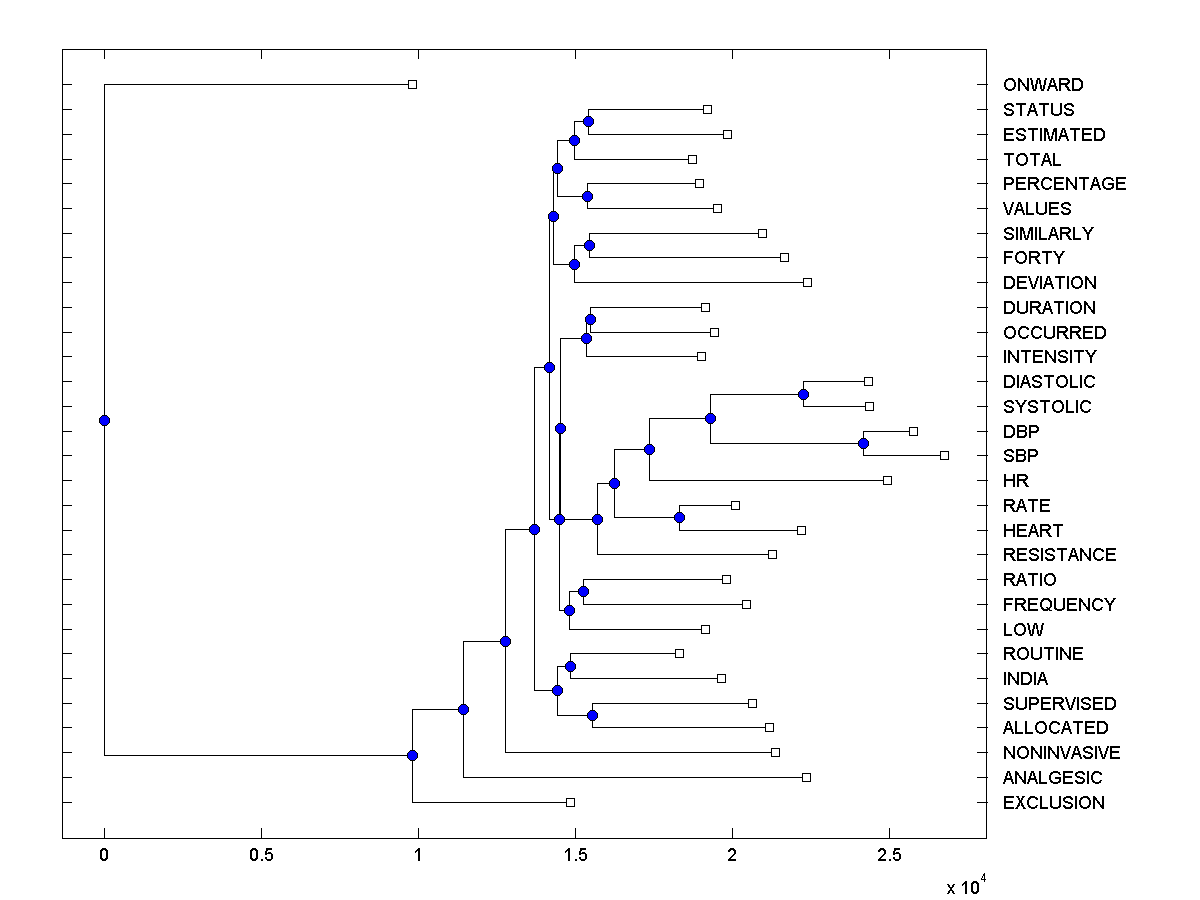 ONWARD
STATUS
ESTIMATED
TOTAL
PERCENTAGE
VALUES
SIMILARLY
FORTY
DEVIATION
DURATION
OCCURRED
INTENSITY
DIASTOLIC
SYSTOLIC
DBP
SBP
HR
RATE
HEART
RESISTANCE
RATIO
FREQUENCY
LOW
ROUTINE
INDIA
SUPERVISED
ALLOCATED
NONINVASIVE
ANALGESIC
EXCLUSION
0 0.5 1 1.5 2 2.5
x 10^4